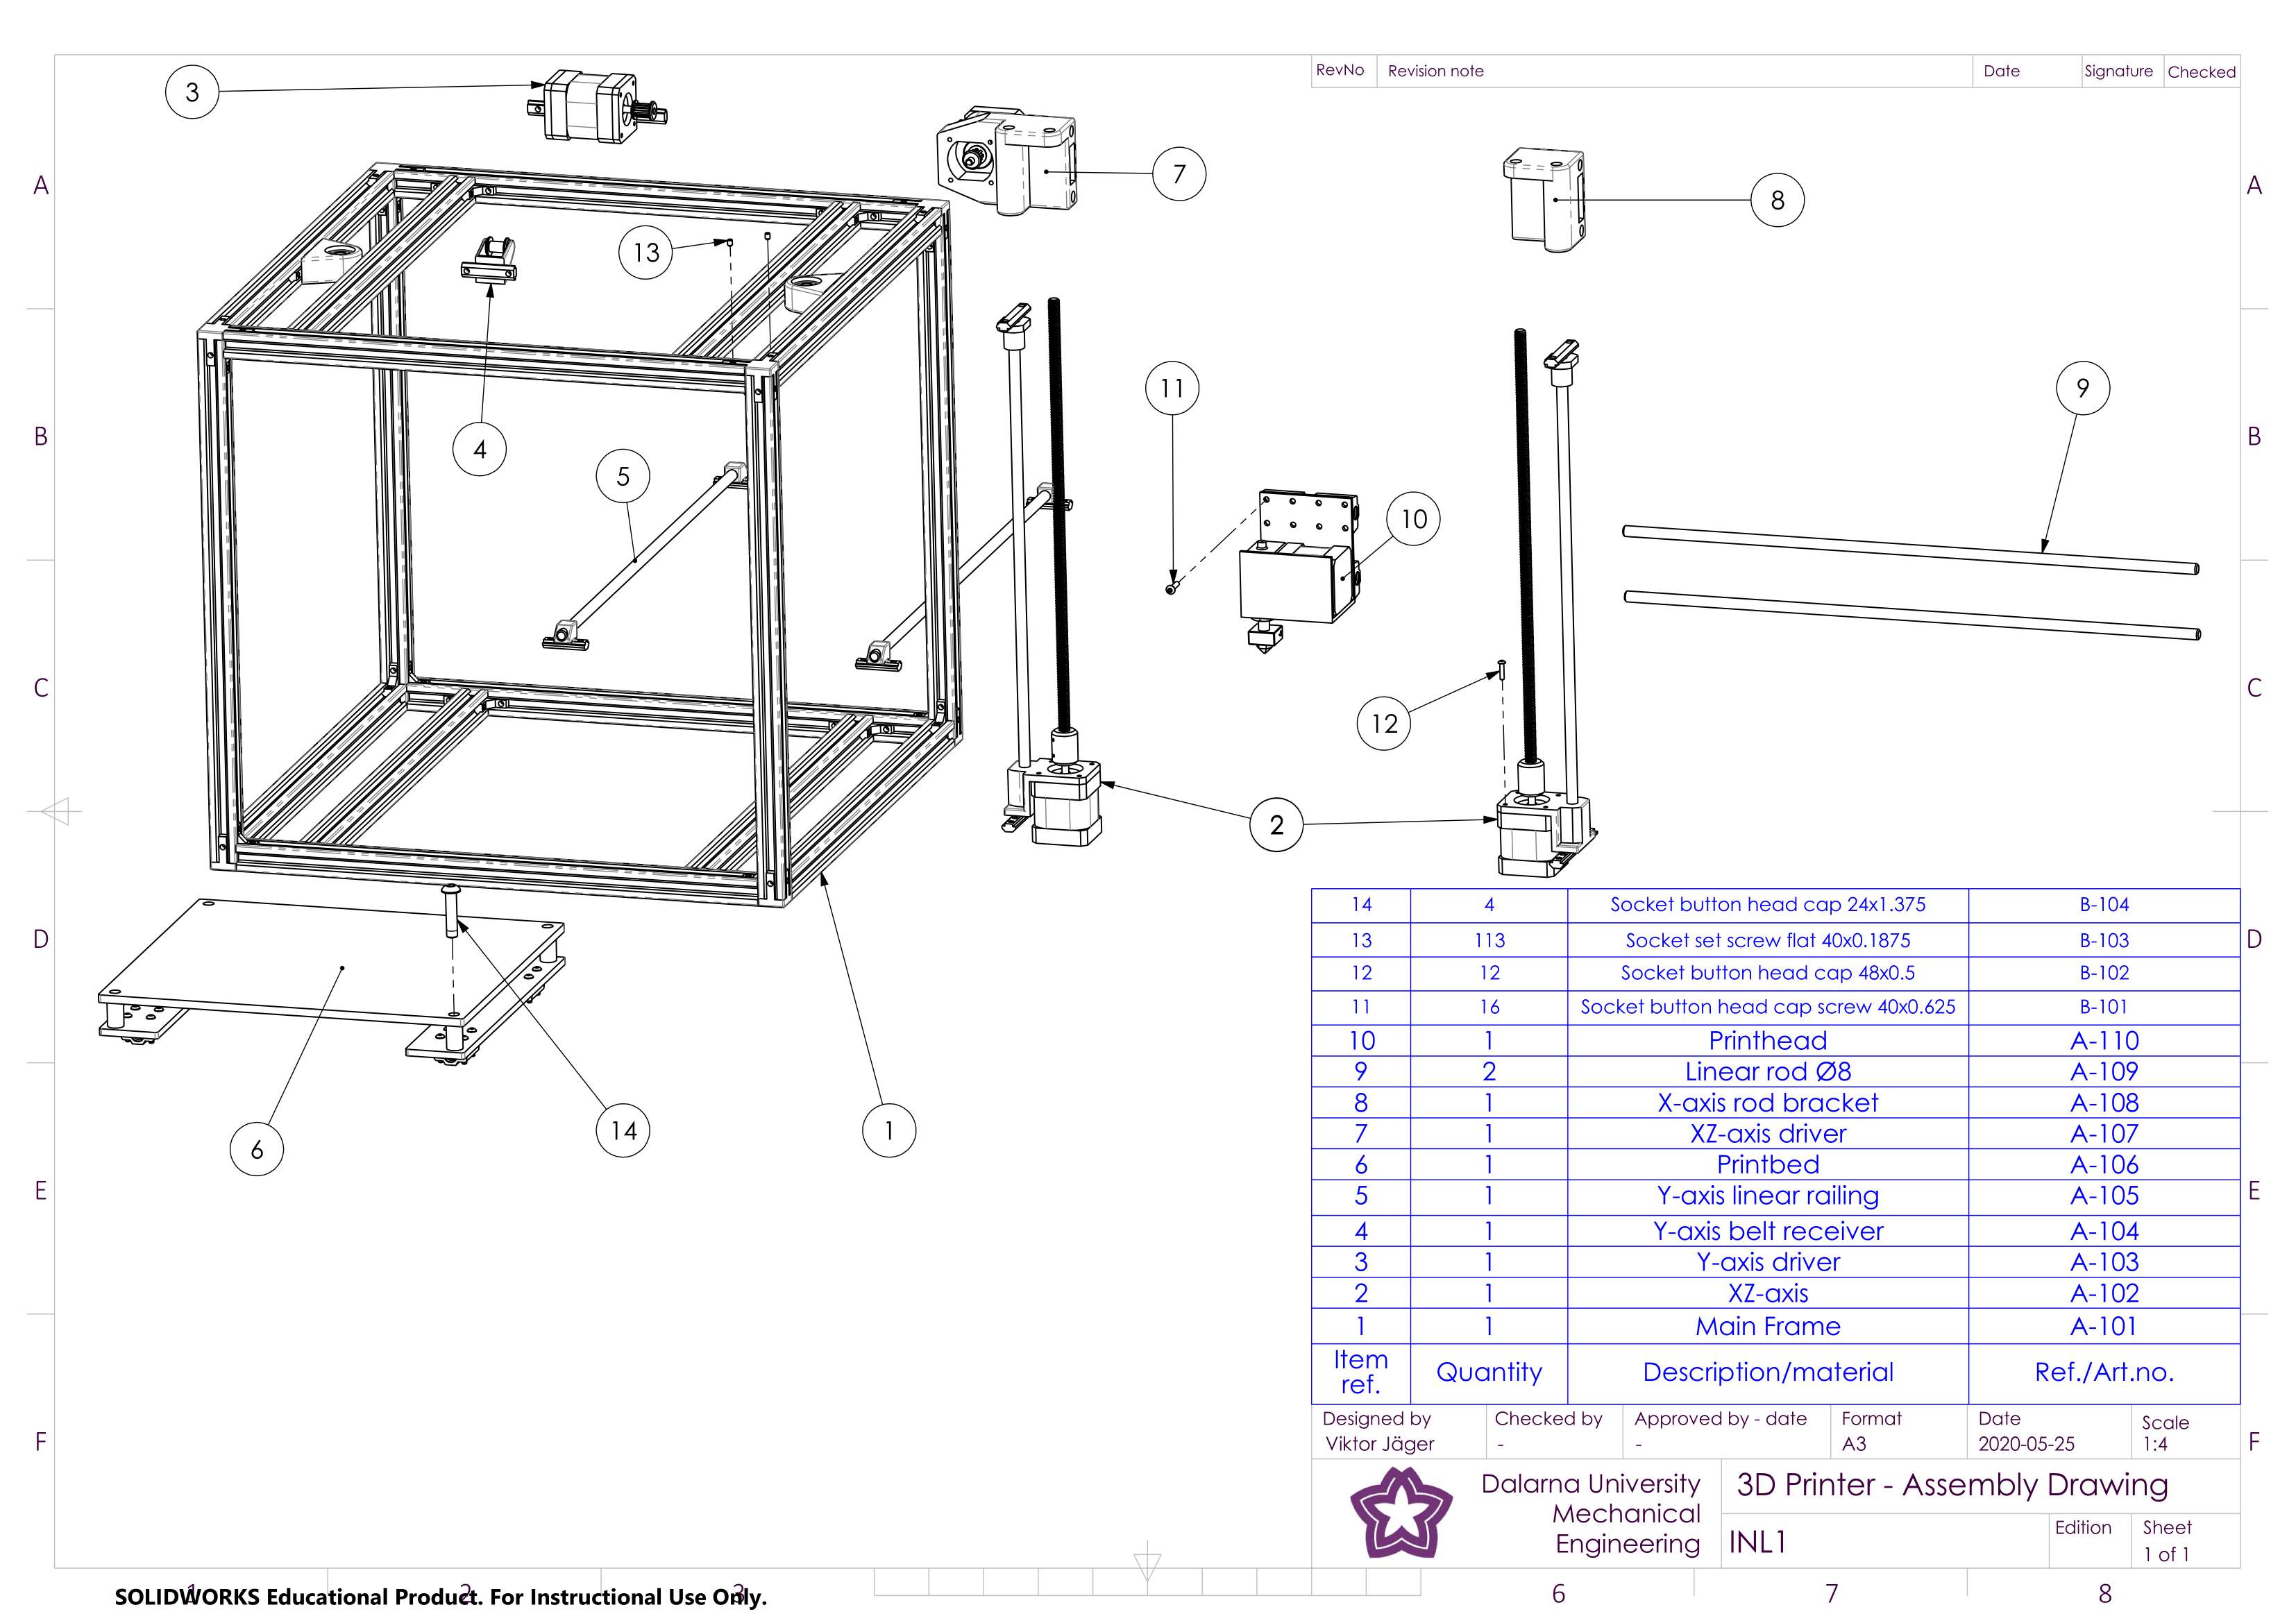 RevNo Revision note Date Signature Checked
3
7
8
A A
13
11
9
B B
4
5
10
12
C C
2
14 4 Socket button head cap 24x1.375 B-104
D 13 113 Socket set screw flat 40x0.1875 B-103 D
12 12 Socket button head cap 48x0.5 B-102
11 16 Socket button head cap screw 40x0.625 B-101
10 1 Printhead A-110
9 2 Linear rod Ø8 A-109
8 1 X-axis rod bracket A-108
7 1 XZ-axis driver A-107
6 1 Printbed A-106
5 1 Y-axis linear railing A-105
4 1 Y-axis belt receiver A-104
3 1 Y-axis driver A-103
2 1 XZ-axis A-102
1 1 Main Frame A-101
Item ref. Quantity Description/material Ref./Art.no.
6
14
1
E E
Designed by Checked by Approved by - date Format Date Scale
Viktor Jäger - - A3 2020-05-25 1:4
F F
Dalarna University
Mechanical
Engineering
3D Printer - Assembly Drawing
INL1
Edition Sheet
1 of 1
1 2 3 6 7 8
SOLIDWORKS Educational Product. For Instructional Use Only.